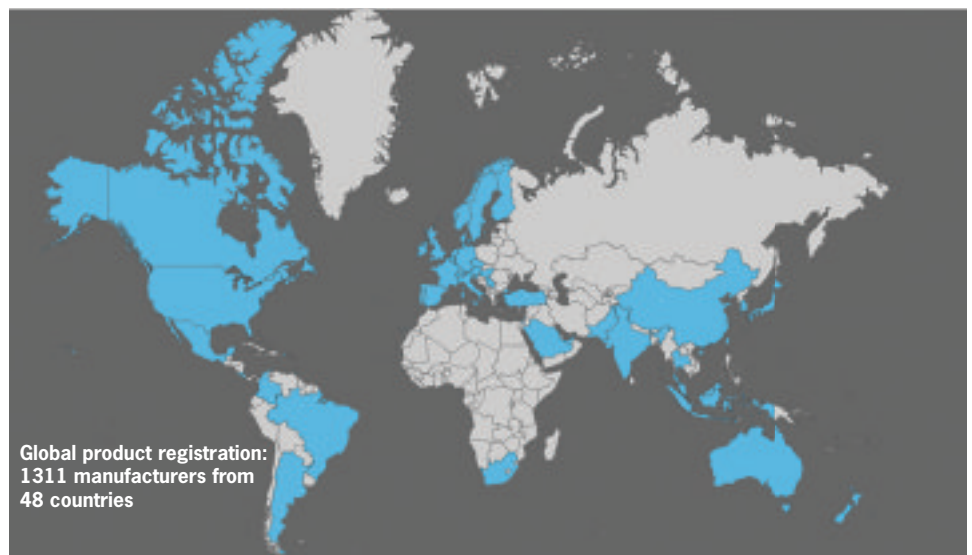 Global product registration:
1311 manufacturers from
48 countries